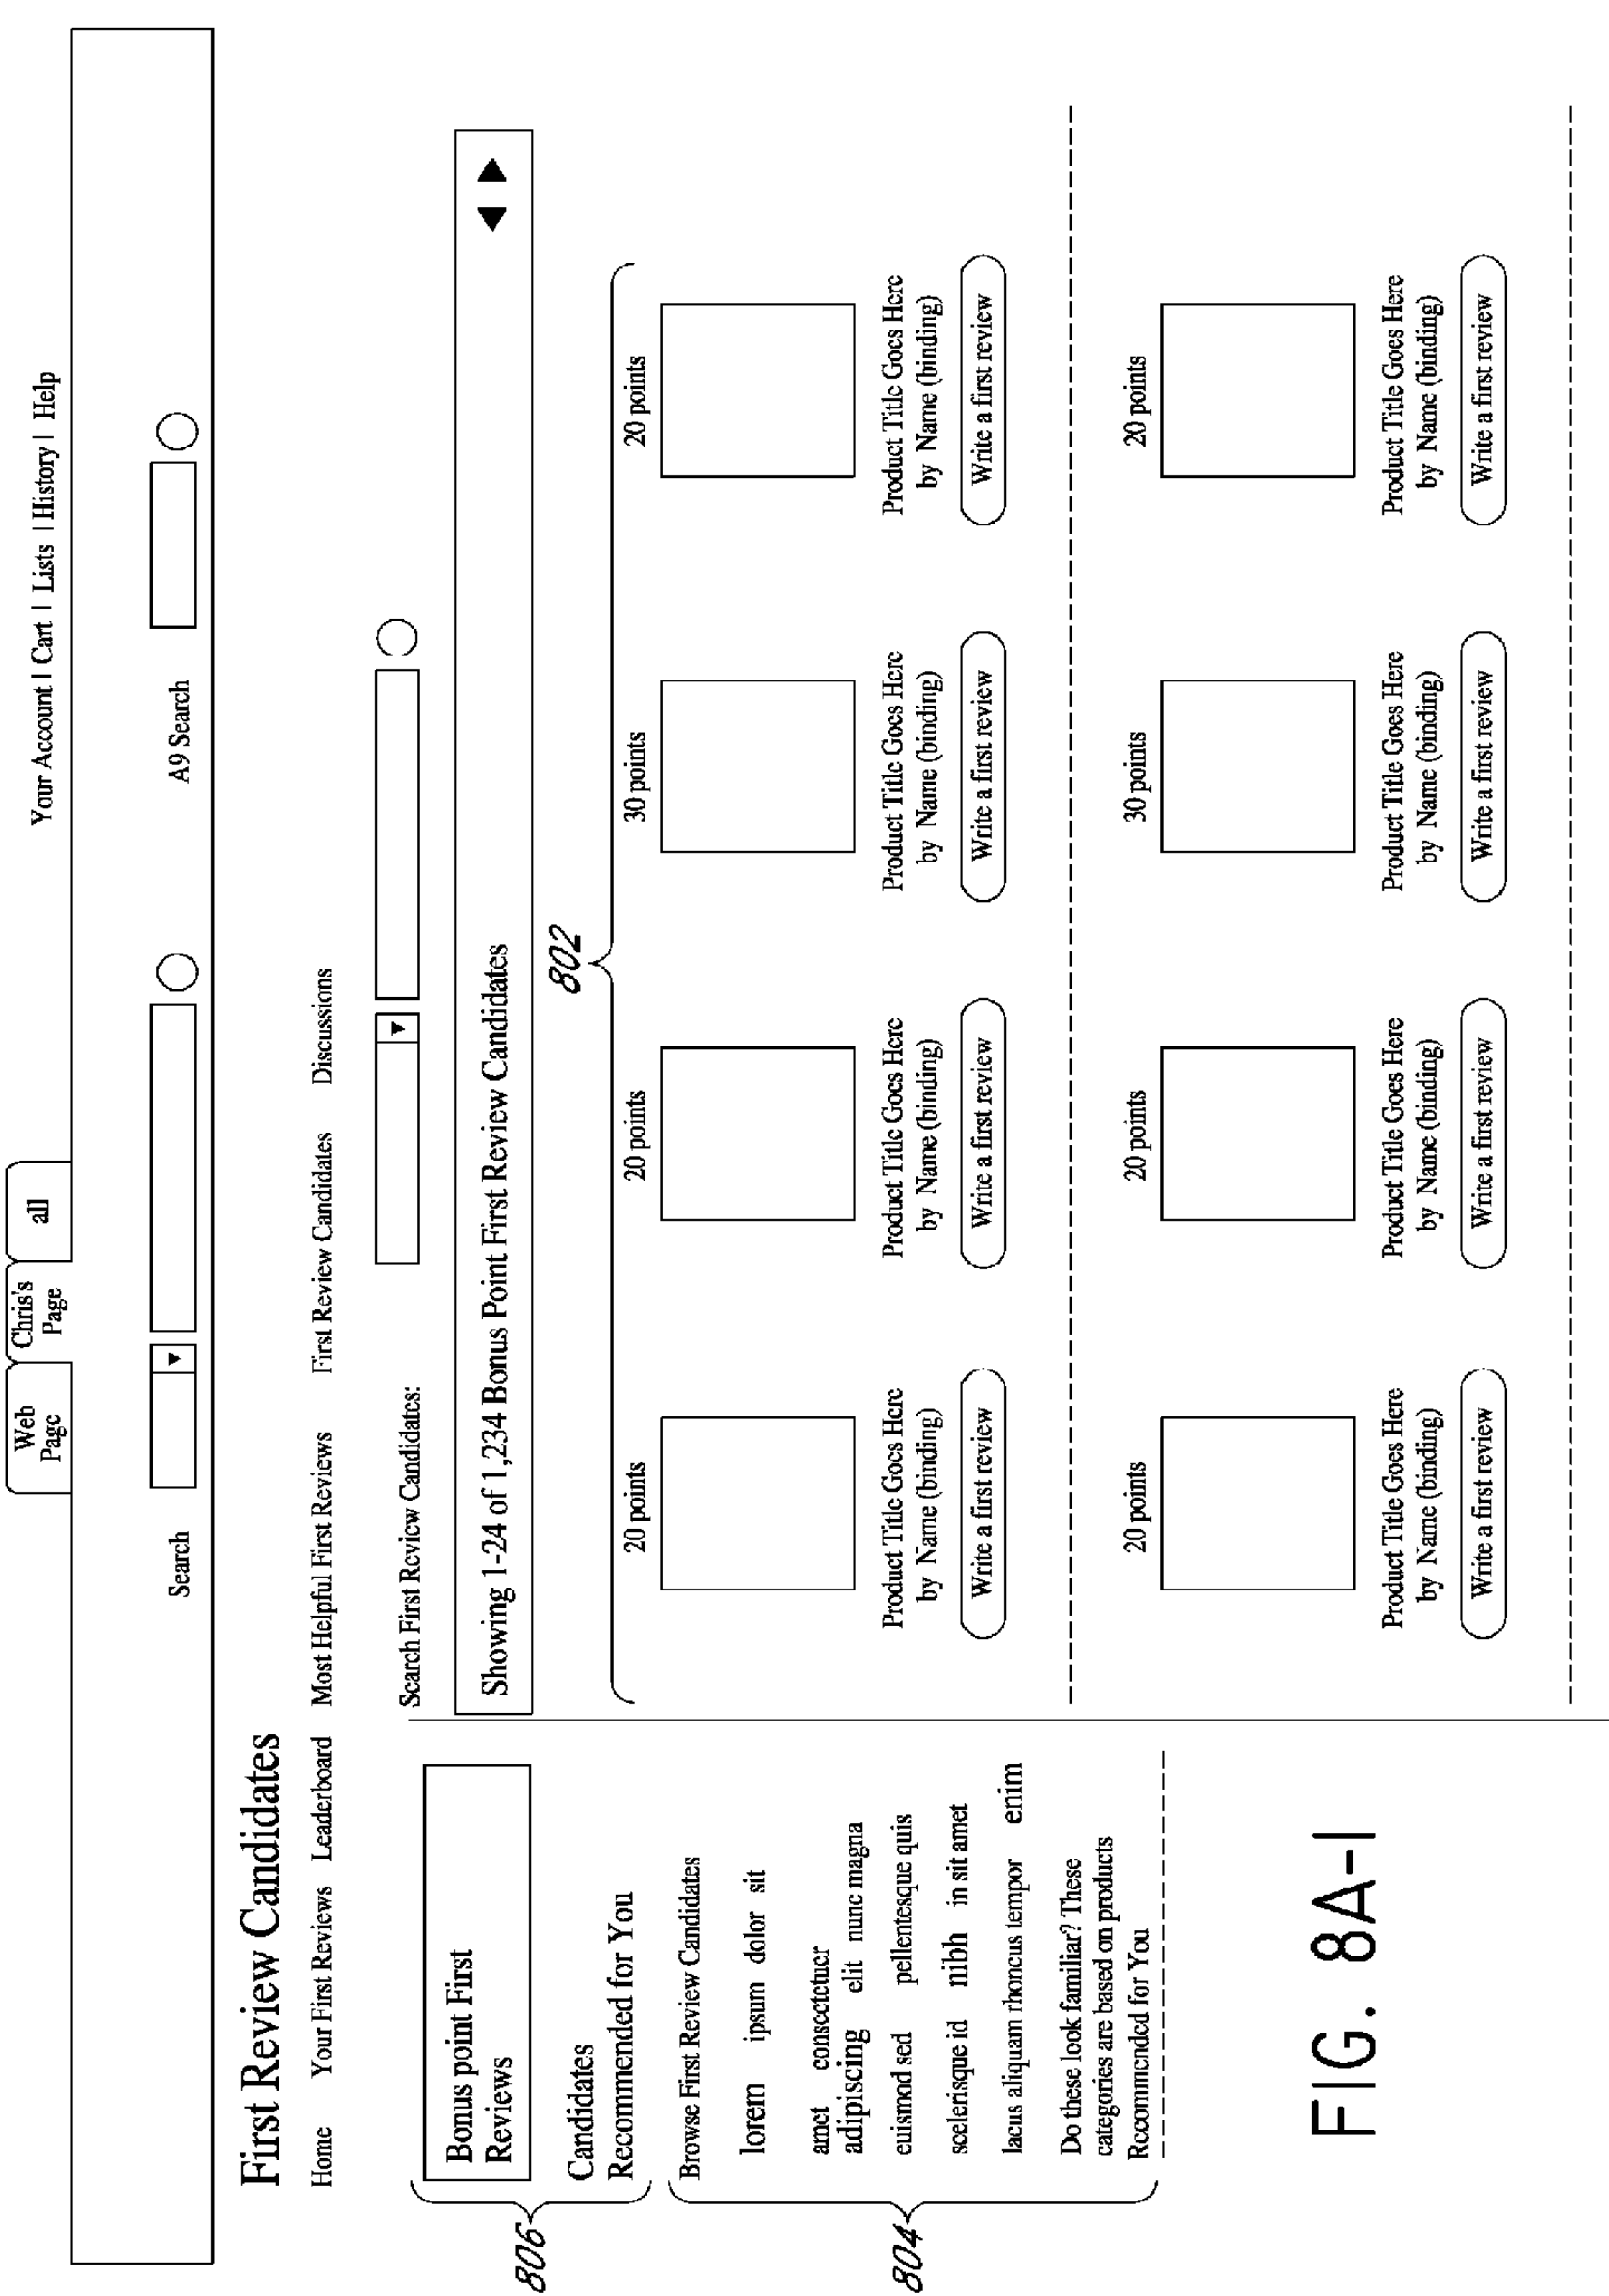 Your Account | Cart | Lists | History | Help
Web
Page
Chris's
Page
all
Search
A9 Search
First Review Candidates
Home Your First Reviews Leaderboard Most Helpful First Reviews First Review Candidates Discussions
Search First Review Candidates:
Bonus point First
Reviews
Candidates
Recommended for You
806
Browse First Review Candidates
lorem ipsum dolor sit
amet consectetuer
adipiscing elit nunc magna
euismod sed pellentesque quis
scelerisque id nibh in sit amet
lacus aliquam rhoncus tempor enim
Do these look familiar? These
categories are based on products
Recommended for You
804
Showing 1-24 of 1,234 Bonus Point First Review Candidates
802
20 points 20 points 30 points 20 points
Product Title Goes Here Product Title Goes Here Product Title Goes Here Product Title Goes Here
by Name (binding) by Name (binding) by Name (binding) by Name (binding)
Write a first review Write a first review Write a first review Write a first review
20 points 20 points 30 points 20 points
Product Title Goes Here Product Title Goes Here Product Title Goes Here Product Title Goes Here
by Name (binding) by Name (binding) by Name (binding) by Name (binding)
Write a first review Write a first review Write a first review Write a first review
FIG. 8A-1